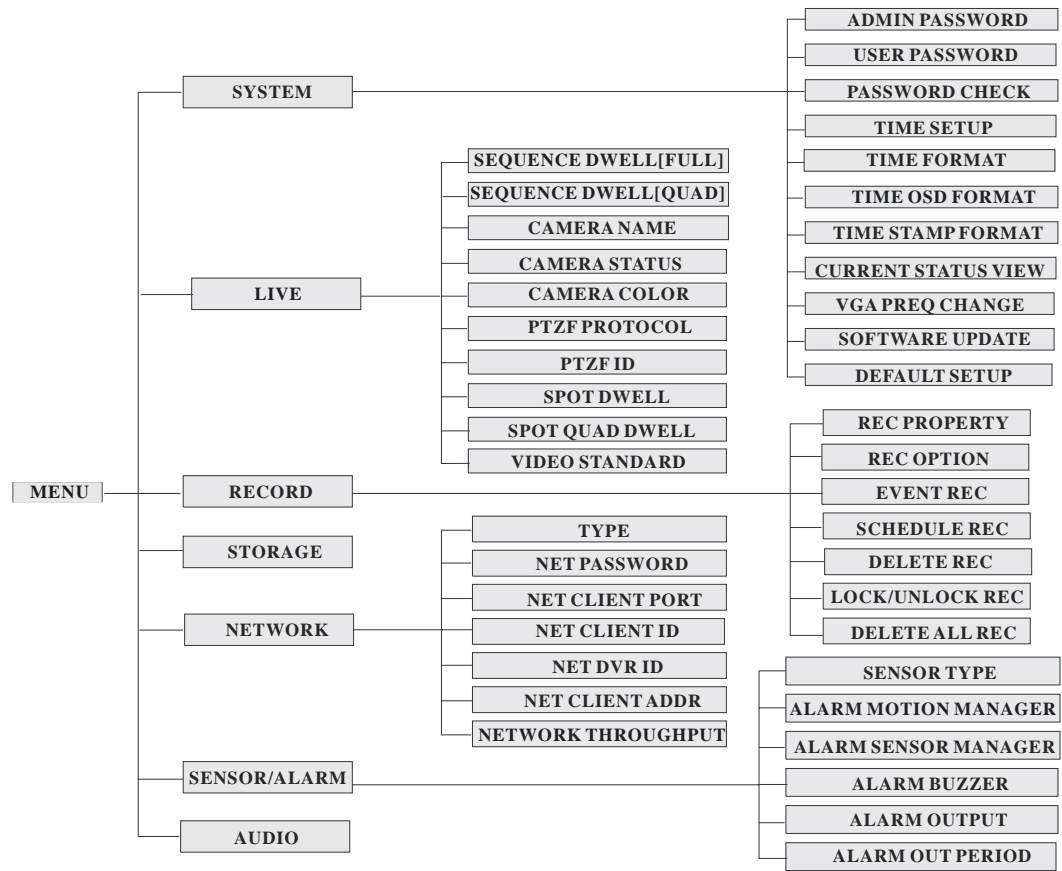 MENU
SYSTEM
ADMIN PASSWORD
USER PASSWORD
PASSWORD CHECK
TIME SETUP
TIME FORMAT
TIME OSD FORMAT
TIME STAMP FORMAT
CURRENT STATUS VIEW
VGA PREQ CHANGE
SOFTWARE UPDATE
DEFAULT SETUP
LIVE
SEQUENCE DWELL[FULL]
SEQUENCE DWELL[QUAD]
CAMERA NAME
CAMERA STATUS
CAMERA COLOR
PTZF PROTOCOL
PTZF ID
SPOT DWELL
SPOT QUAD DWELL
VIDEO STANDARD
RECORD
REC PROPERTY
REC OPTION
EVENT REC
SCHEDULE REC
DELETE REC
LOCK/UNLOCK REC
DELETE ALL REC
STORAGE
NETWORK
TYPE
NET PASSWORD
NET CLIENT PORT
NET CLIENT ID
NET DVR ID
NET CLIENT ADDR
NETWORK THROUGHPUT
SENSOR/ALARM
SENSOR TYPE
ALARM MOTION MANAGER
ALARM SENSOR MANAGER
ALARM BUZZER
ALARM OUTPUT
ALARM OUT PERIOD
AUDIO